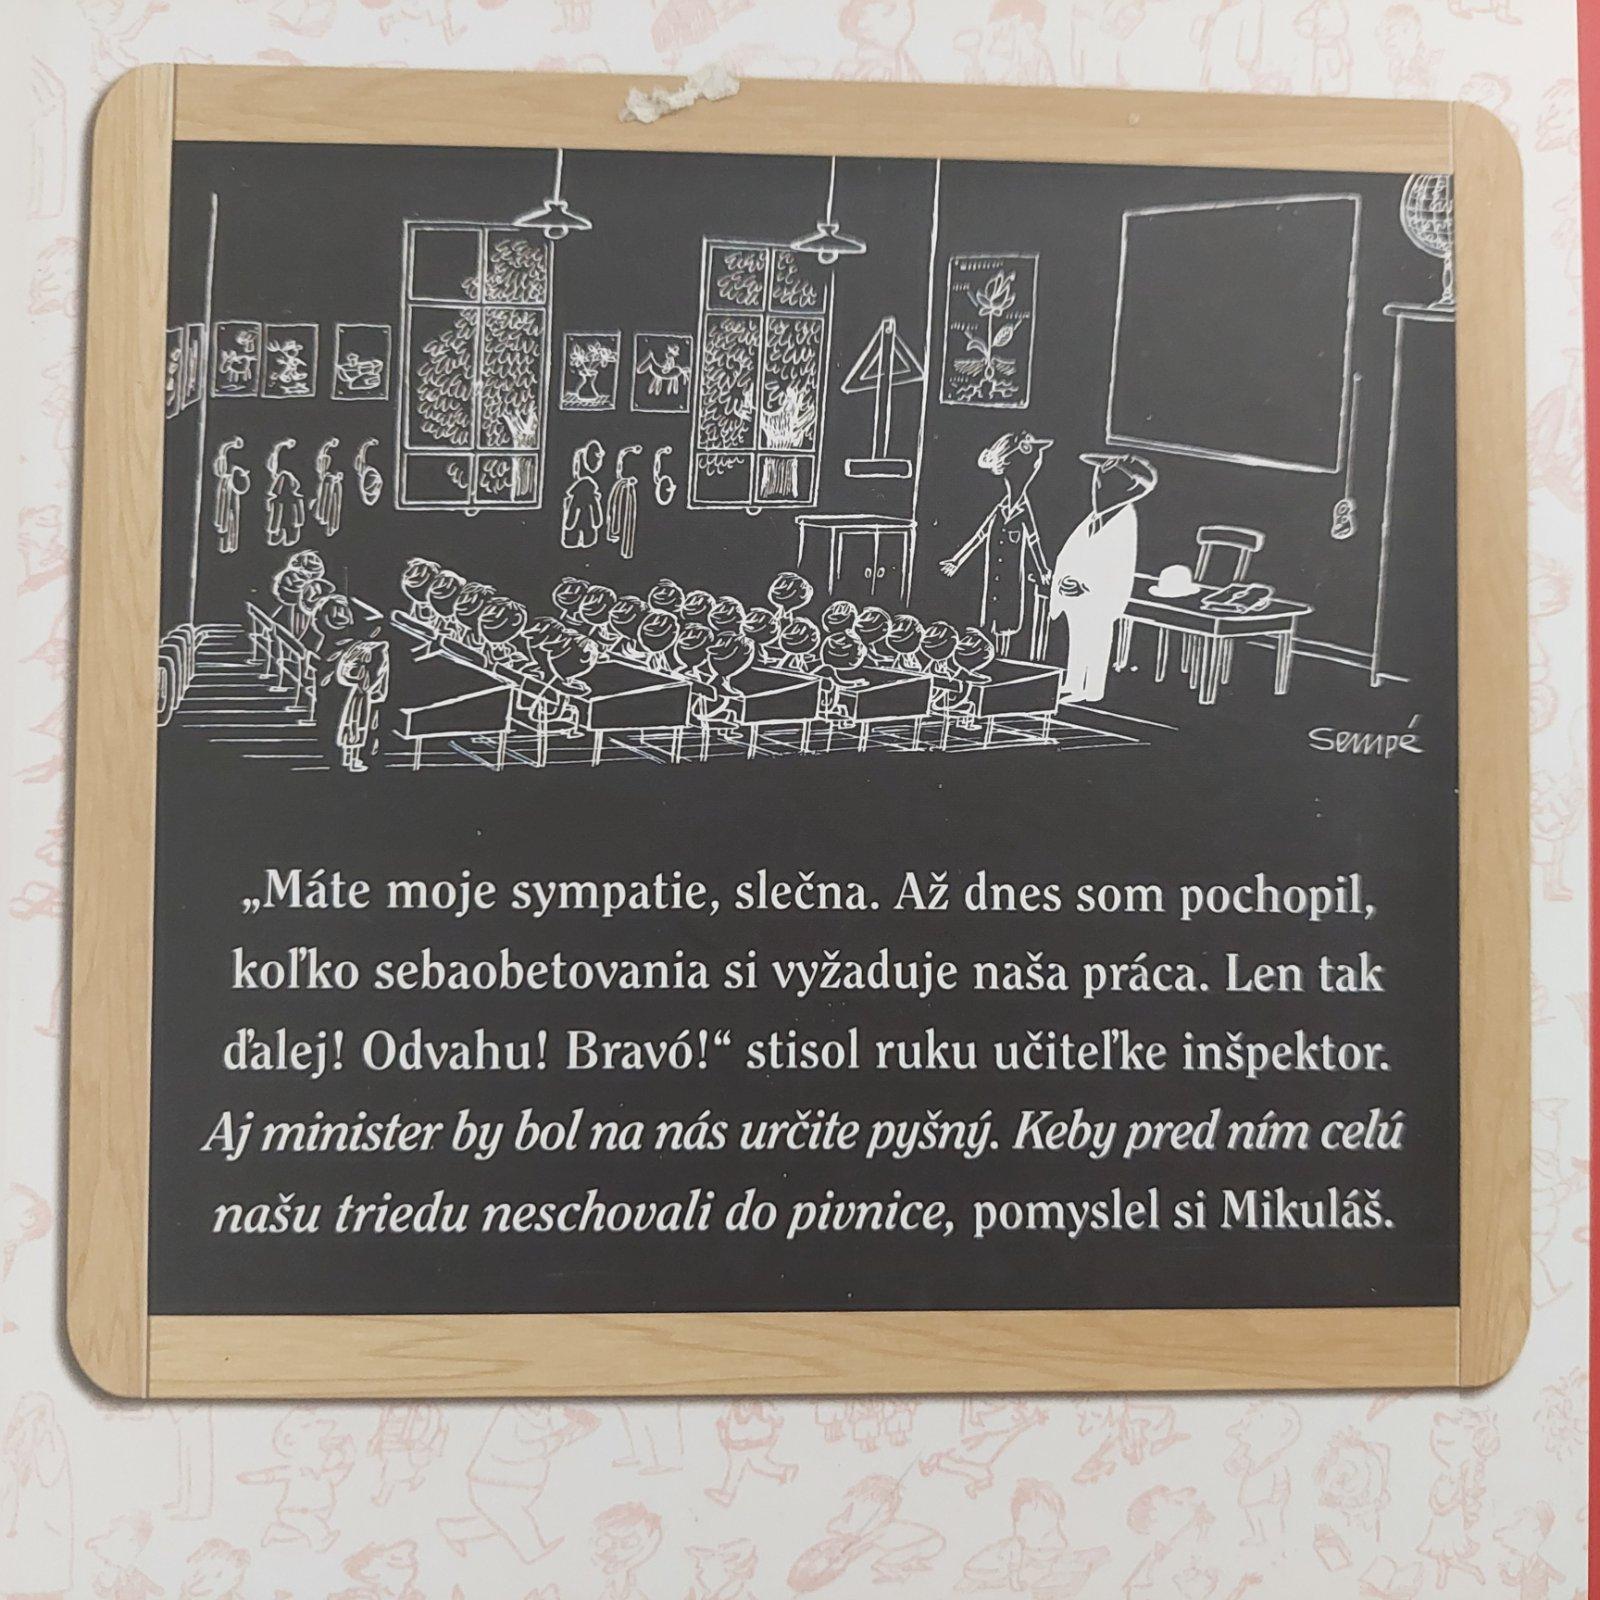 Sempé
„Máte moje sympatie, slečna. Až dnes som pochopil,
koľko sebaobetovania si vyžaduje naša práca. Len tak
ďalej! Odvahu! Bravó!“ stisol ruku učiteľke inšpektor.
Aj minister by bol na nás určite pyšný. Keby pred ním celú
našu triedu neschovali do pivnice, pomyslel si Mikuláš.